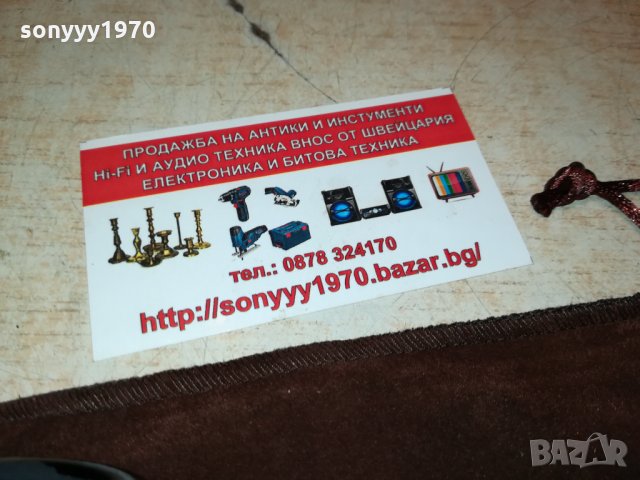 sonyyy1970
ПРОДАЖБА НА АНТИКИ И ИНСТУМЕНТИ
Hi-Fi И АУДИО ТЕХНИКА ВНОС ОТ ШВЕЙЦАРИЯ
ЕЛЕКТРОНИКА И БИТОВА ТЕХНИКА
тел.: 0878 324170
http://sonyyy1970.bazar.bg/
BAZAR